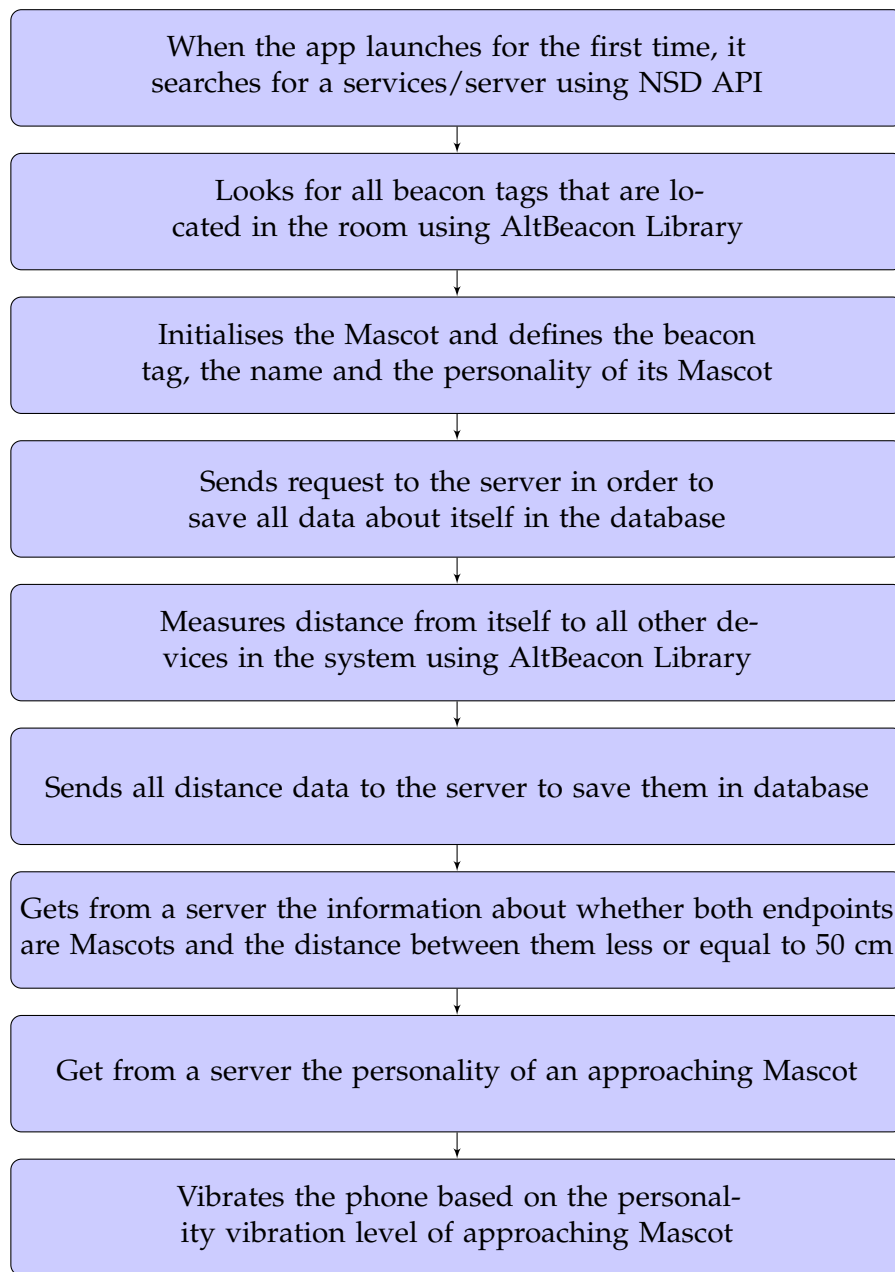 When the app launches for the first time, it
searches for a services/server using NSD API
Looks for all beacon tags that are lo-
cated in the room using AltBeacon Library
Initialises the Mascot and defines the beacon
tag, the name and the personality of its Mascot
Sends request to the server in order to
save all data about itself in the database
Measures distance from itself to all other de-
vices in the system using AltBeacon Library
Sends all distance data to the server to save them in database
Gets from a server the information about whether both endpoints
are Mascots and the distance between them less or equal to 50 cm
Get from a server the personality of an approaching Mascot
Vibrates the phone based on the personal-
ity vibration level of approaching Mascot